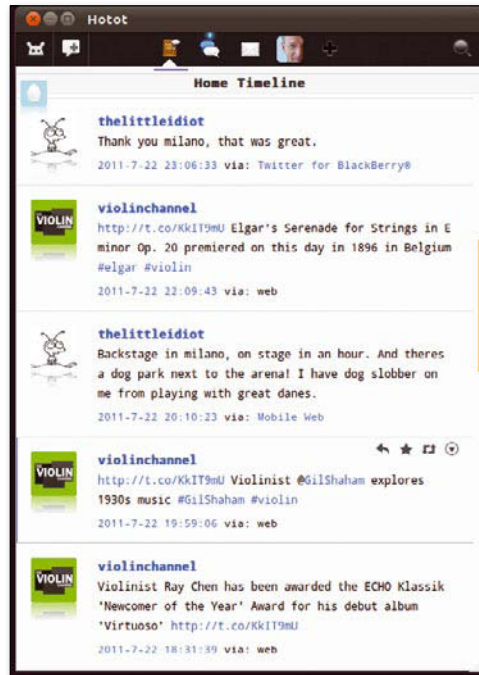 Hotot
Home Timeline
thelittleidiot
Thank you milano, that was great.
2011-7-22 23:06:33 via: Twitter for BlackBerry®
VIOLIN
violinchannel
http://t.co/KkIT9mU Elgar's Serenade for Strings in E
minor Op. 20 premiered on this day in 1896 in Belgium
#elgar #violin
2011-7-22 22:09:43 via: web
thelittleidiot
Backstage in milano, on stage in an hour. And theres
a dog park next to the arena! I have dog slobber on
me from playing with great danes.
2011-7-22 20:10:23 via: Mobile Web
VIOLIN
violinchannel
http://t.co/KkIT9mU Violinist @GilShaham explores
1930s music #GilShaham #violin
2011-7-22 19:59:06 via: web
VIOLIN
violinchannel
Violinist Ray Chen has been awarded the ECHO Klassik
'Newcomer of the Year' Award for his debut album
'Virtuoso' http://t.co/KkIT9mU
2011-7-22 18:31:39 via: web